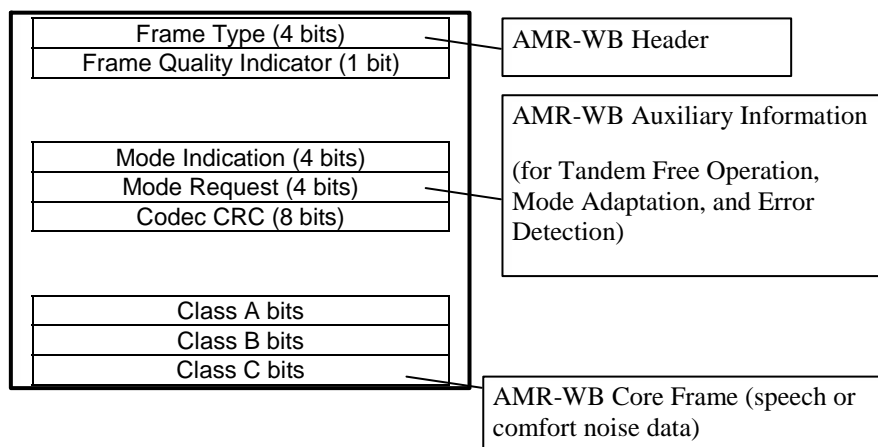 Frame Type (4 bits)
Frame Quality Indicator (1 bit)
AMR-WB Header
Mode Indication (4 bits)
Mode Request (4 bits)
Codec CRC (8 bits)
AMR-WB Auxiliary Information
(for Tandem Free Operation,
Mode Adaptation, and Error
Detection)
Class A bits
Class B bits
Class C bits
AMR-WB Core Frame (speech or
comfort noise data)